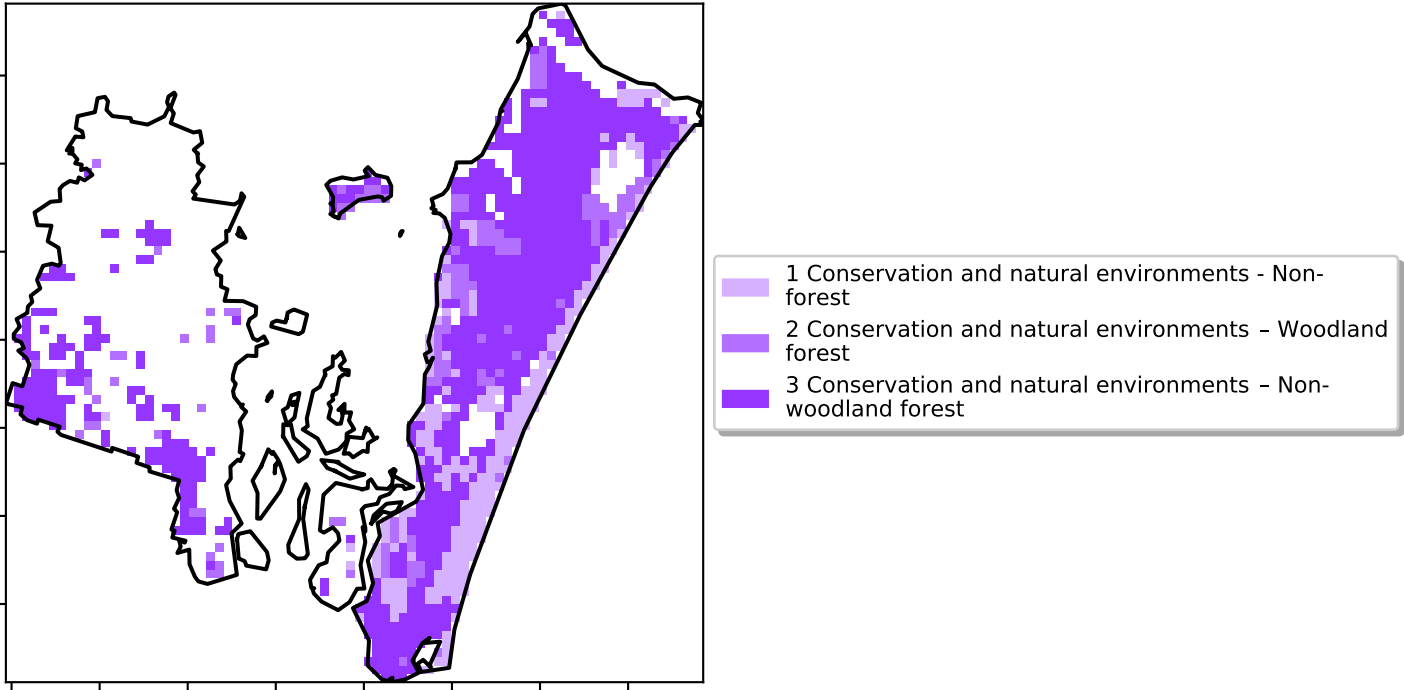 1 Conservation and natural environments - Non-
forest
2 Conservation and natural environments – Woodland
forest
3 Conservation and natural environments – Non-
woodland forest